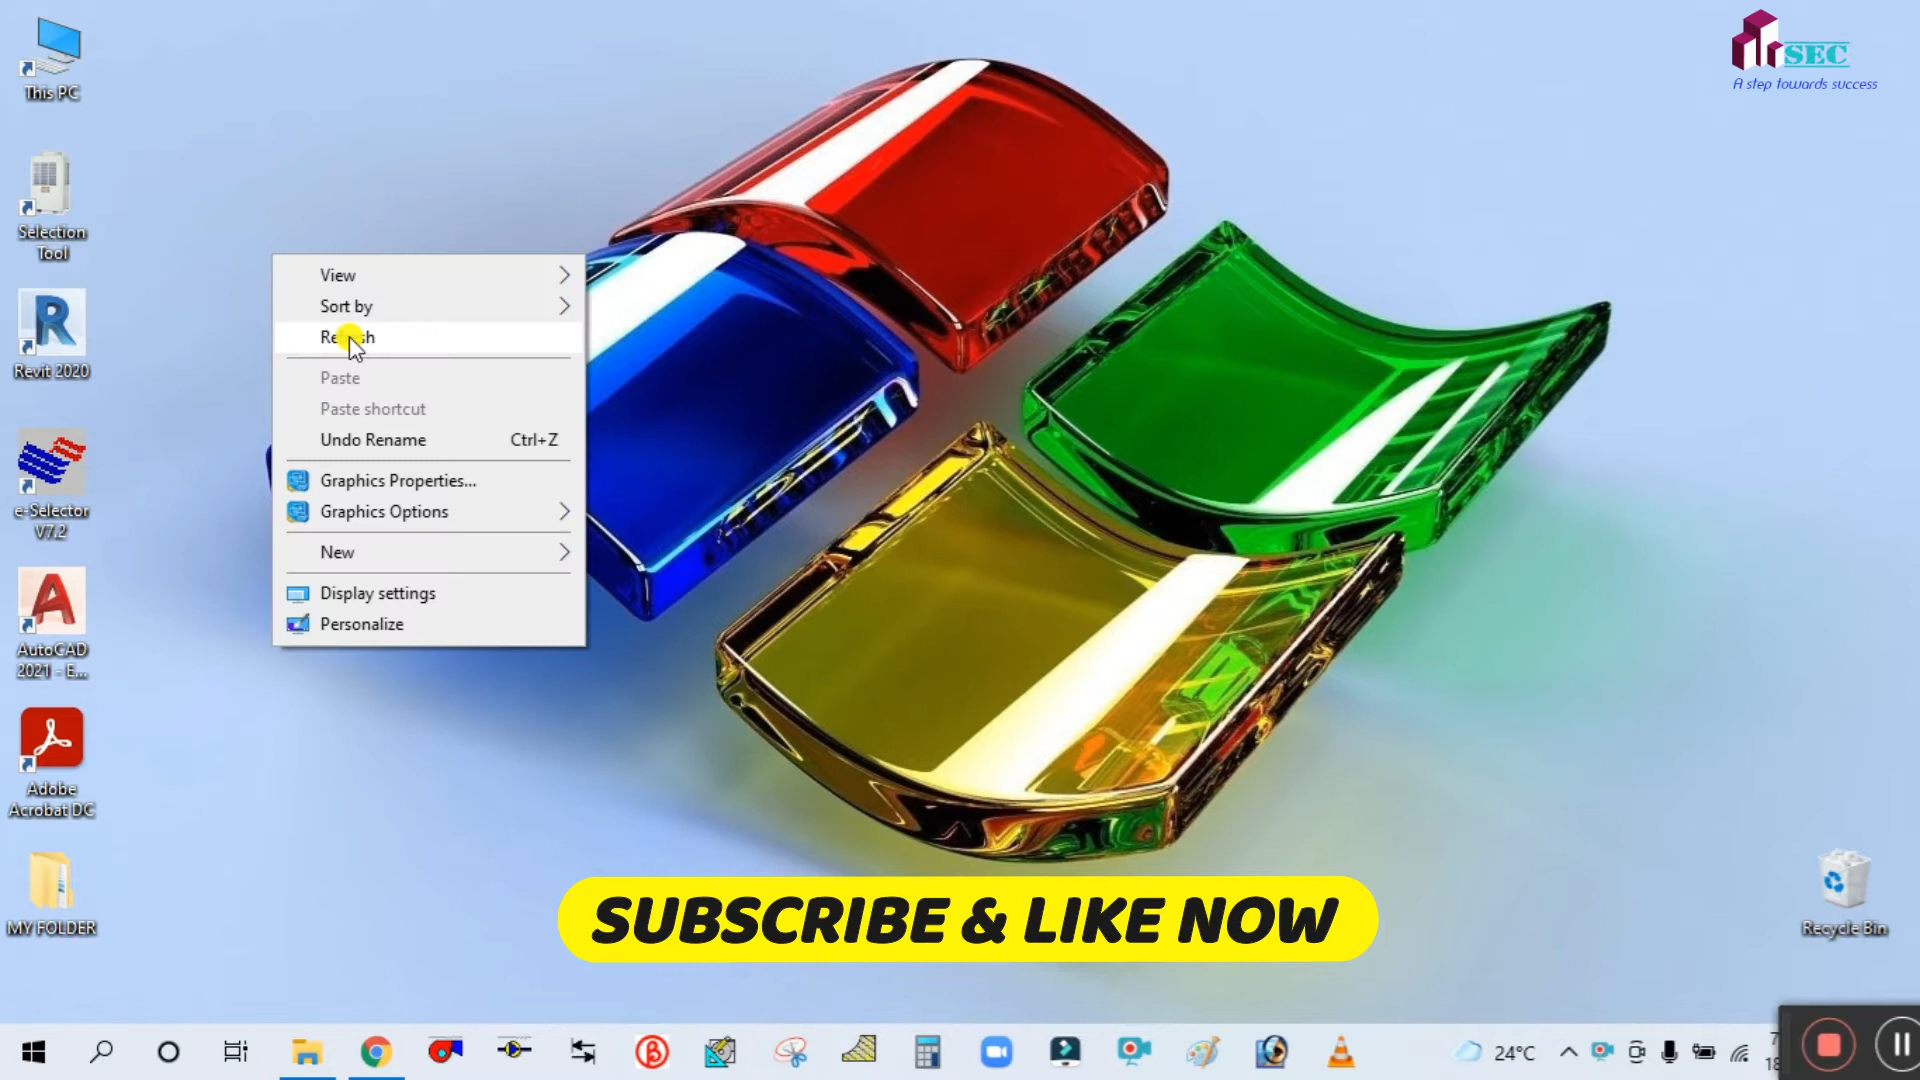 SEC
A step towards success
This PC
Selection
Tool
Revit 2020
e-Selector
V7.2
AutoCAD
2021 - E...
Adobe
Acrobat DC
MY FOLDER
View
Sort by
Refresh
Paste
Paste shortcut
Undo Rename Ctrl+Z
Graphics Properties...
Graphics Options
New
Display settings
Personalize
SUBSCRIBE & LIKE NOW
Recycle Bin
24°C